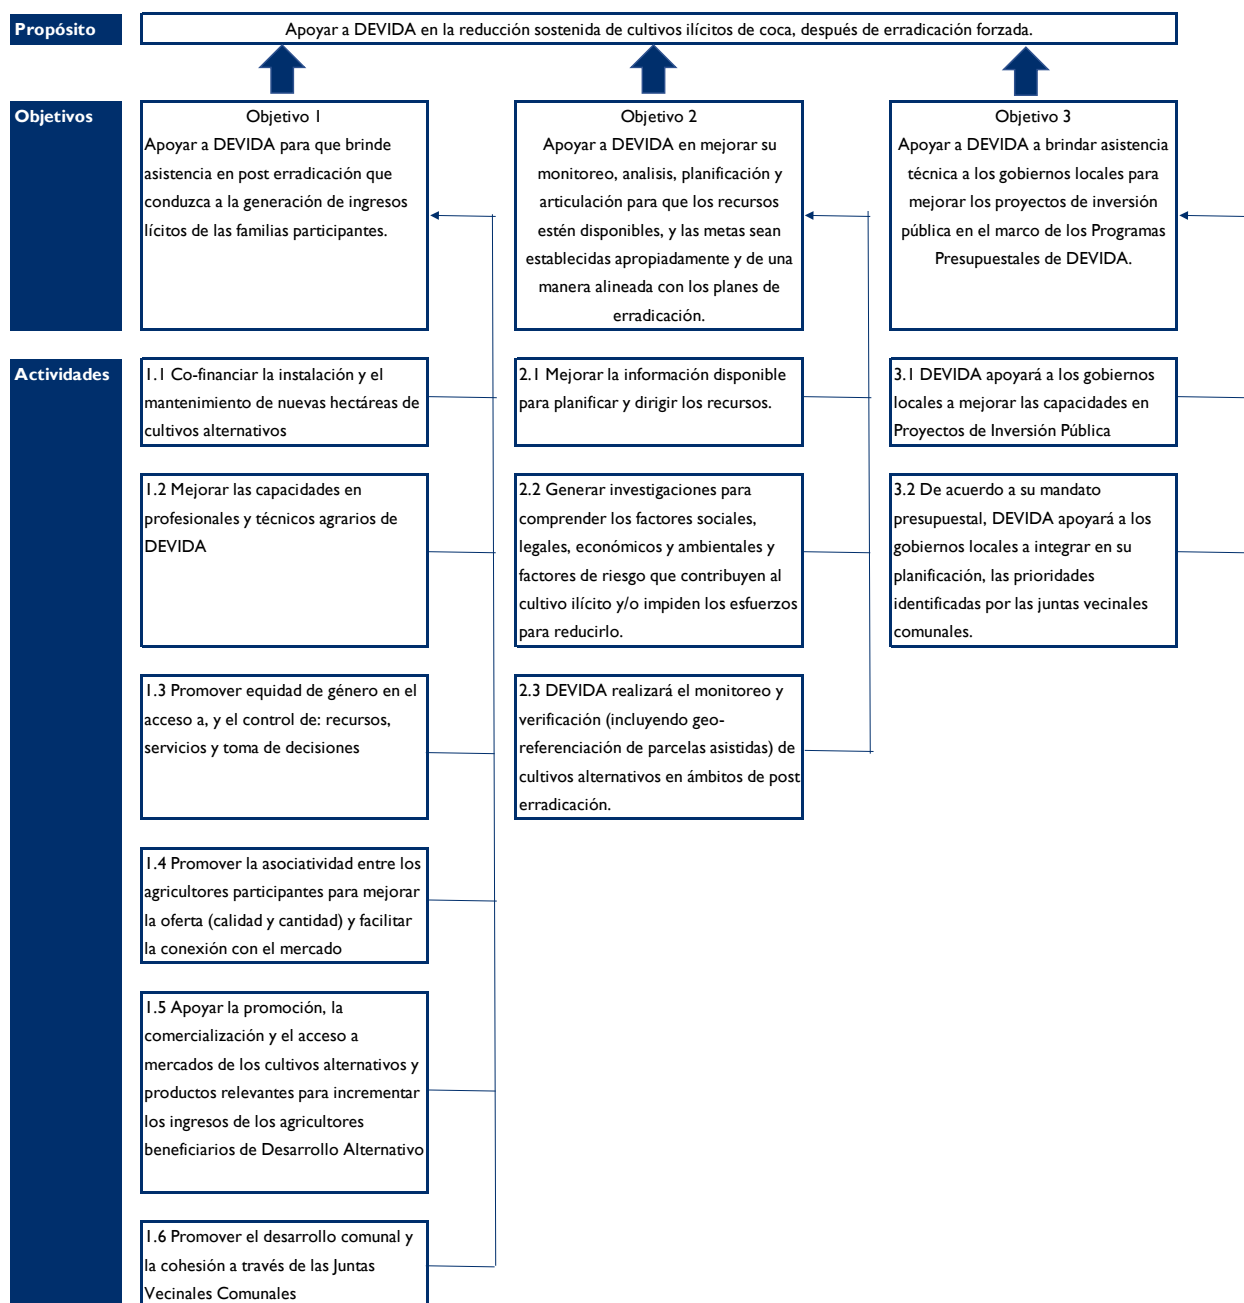 Propósito
Apoyar a DEVIDA en la reducción sostenida de cultivos ilícitos de coca, después de erradicación forzada.
Objetivos
Objetivo 1
Apoyar a DEVIDA para que brinde
asistencia en post erradicación que
conduzca a la generación de ingresos
lícitos de las familias participantes.
Objetivo 2
Apoyar a DEVIDA en mejorar su
monitoreo, analisis, planificación y
articulación para que los recursos
estén disponibles, y las metas sean
establecidas apropiadamente y de una
manera alineada con los planes de
erradicación.
Objetivo 3
Apoyar a DEVIDA a brindar asistencia
técnica a los gobiernos locales para
mejorar los proyectos de inversión
pública en el marco de los Programas
Presupuestales de DEVIDA.
Actividades
1.1 Co-financiar la instalación y el
mantenimiento de nuevas hectáreas de
cultivos alternativos
1.2 Mejorar las capacidades en
profesionales y técnicos agrarios de
DEVIDA
1.3 Promover equidad de género en el
acceso a, y el control de: recursos,
servicios y toma de decisiones
1.4 Promover la asociatividad entre los
agricultores participantes para mejorar
la oferta (calidad y cantidad) y facilitar
la conexión con el mercado
1.5 Apoyar la promoción, la
comercialización y el acceso a
mercados de los cultivos alternativos y
productos relevantes para incrementar
los ingresos de los agricultores
beneficiarios de Desarrollo Alternativo
1.6 Promover el desarrollo comunal y
la cohesión a través de las Juntas
Vecinales Comunales
2.1 Mejorar la información disponible
para planificar y dirigir los recursos.
2.2 Generar investigaciones para
comprender los factores sociales,
legales, económicos y ambientales y
factores de riesgo que contribuyen al
cultivo ilícito y/o impiden los esfuerzos
para reducirlo.
2.3 DEVIDA realizará el monitoreo y
verificación (incluyendo geo-
referenciación de parcelas asistidas) de
cultivos alternativos en ámbitos de post
erradicación.
3.1 DEVIDA apoyará a los gobiernos
locales a mejorar las capacidades en
Proyectos de Inversión Pública
3.2 De acuerdo a su mandato
presupuestal, DEVIDA apoyará a los
gobiernos locales a integrar en su
planificación, las prioridades
identificadas por las juntas vecinales
comunales.